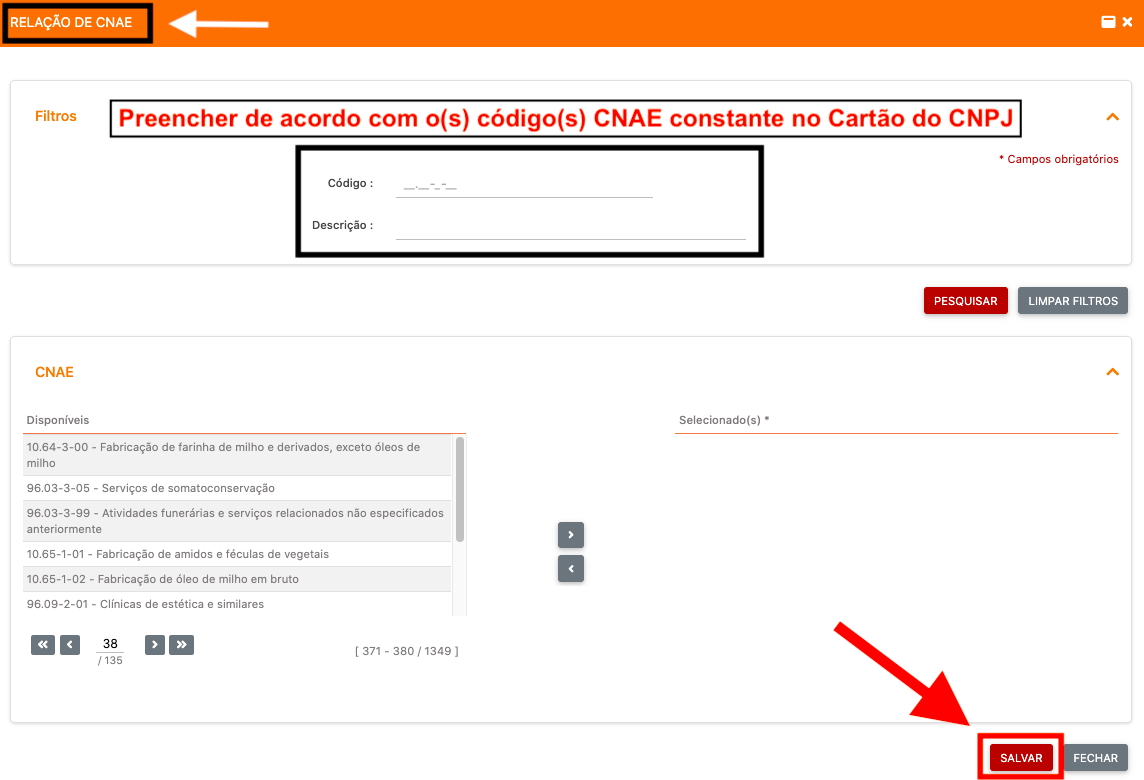 RELAÇÃO DE CNAE
Filtros
Preencher de acordo com o(s) código(s) CNAE constante no Cartão do CNPJ
* Campos obrigatórios
Código :
__.__-_-__
Descrição :
PESQUISAR
LIMPAR FILTROS
CNAE
Disponíveis
10.64-3-00 - Fabricação de farinha de milho e derivados, exceto óleos de
milho
96.03-3-05 - Serviços de somatoconservação
96.03-3-99 - Atividades funerárias e serviços relacionados não especificados
anteriormente
10.65-1-01 - Fabricação de amidos e féculas de vegetais
10.65-1-02 - Fabricação de óleo de milho em bruto
96.09-2-01 - Clínicas de estética e similares
38
/ 135
[ 371 - 380 / 1349 ]
Selecionado(s) *
SALVAR
FECHAR